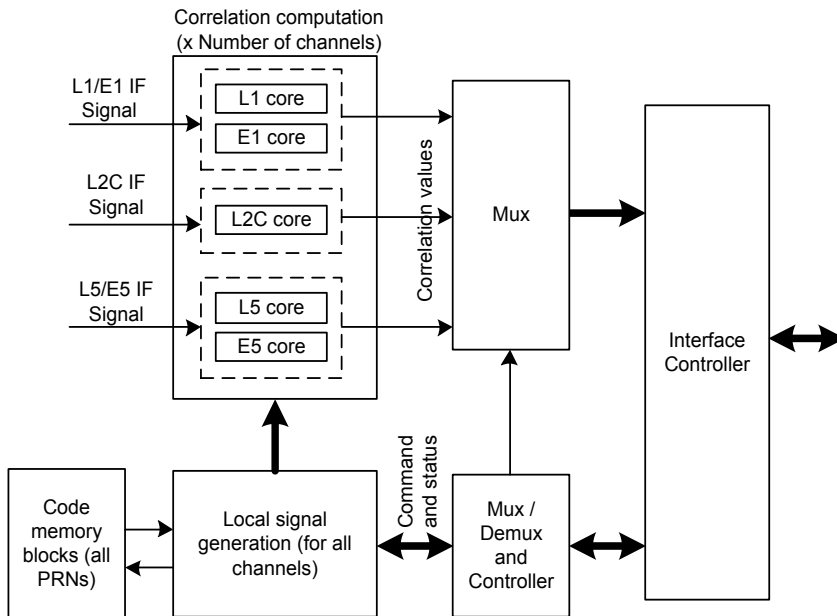 Correlation computation
(x Number of channels)
L1/E1 IF
Signal
L1 core
E1 core
L2C IF
Signal
L2C core
L5/E5 IF
Signal
L5 core
E5 core
Correlation values
Mux
Interface
Controller
Code
memory
blocks (all
PRNs)
Local signal
generation (for all
channels)
Command
and status
Mux /
Demux
and
Controller